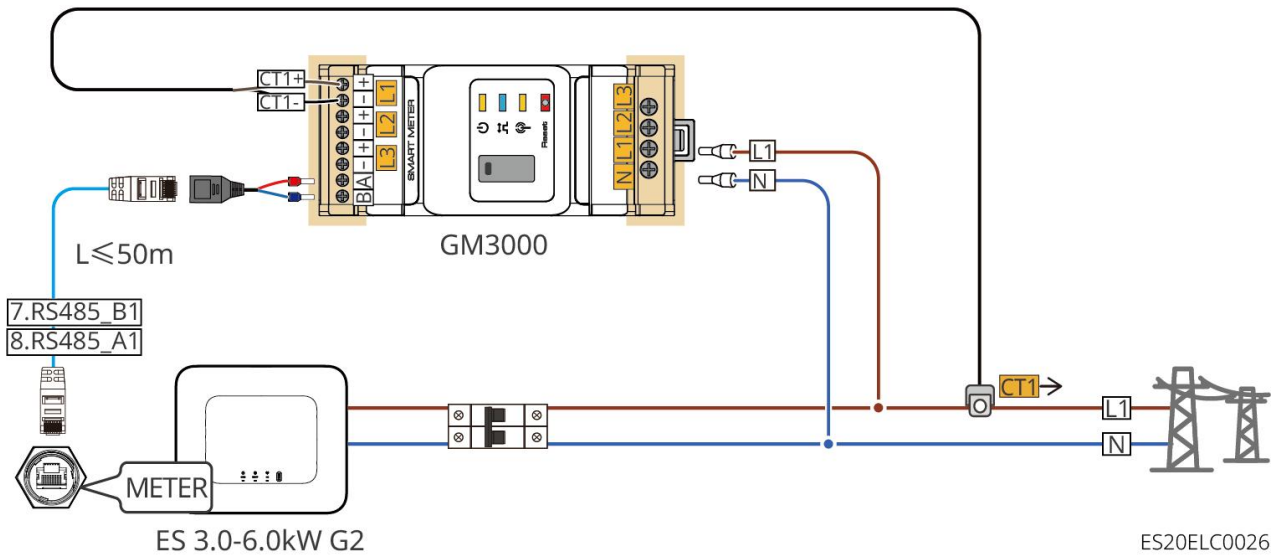 CT1+
CT1-
+
-
+
-
+
-
A
B
L1
L2
L3
SMART METER
Reset
L3
L2
L1
N
L1
N
GM3000
L≤50m
7.RS485_B1
8.RS485_A1
CT1
L1
N
METER
ES 3.0-6.0kW G2
ES20ELC0026